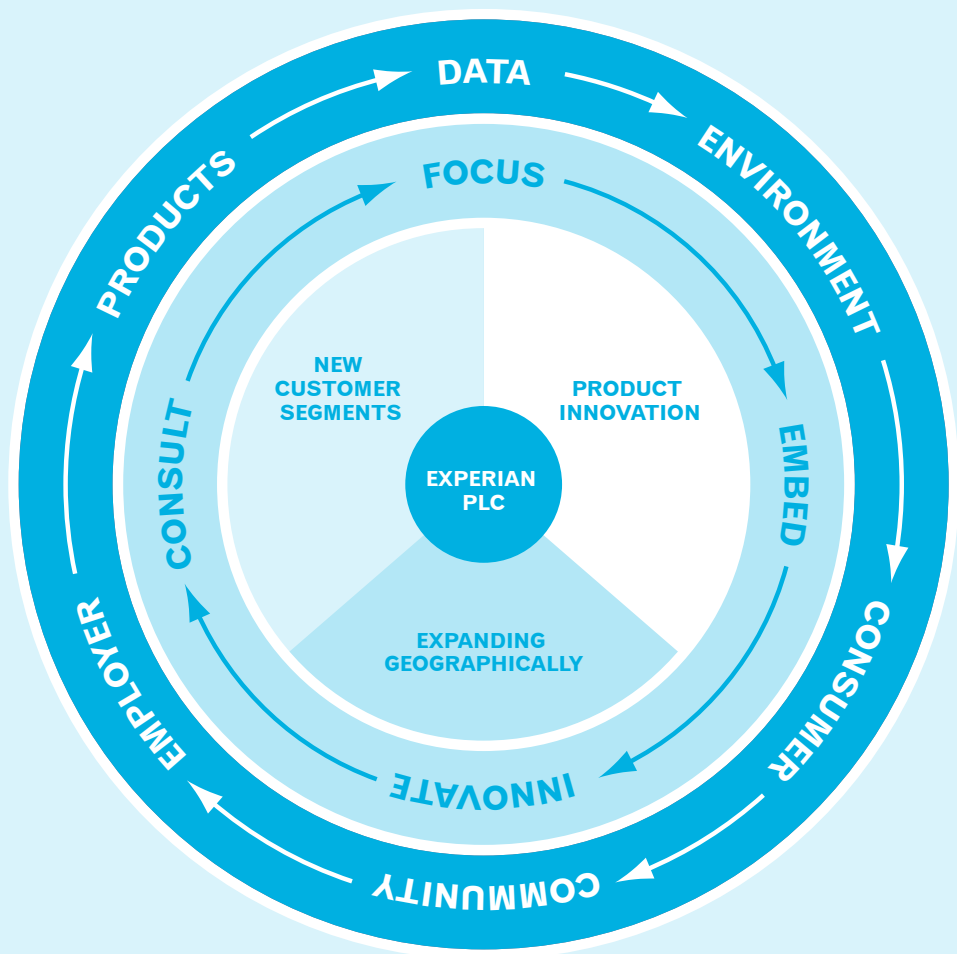 DATA
ENVIRONMENT
CONSUMER
COMMUNITY
EMPLOYER
PRODUCTS
FOCUS
EMBED
INNOVATE
CONSULT
NEW
CUSTOMER
SEGMENTS
PRODUCT
INNOVATION
EXPERIAN
PLC
EXPANDING
GEOGRAPHICALLY